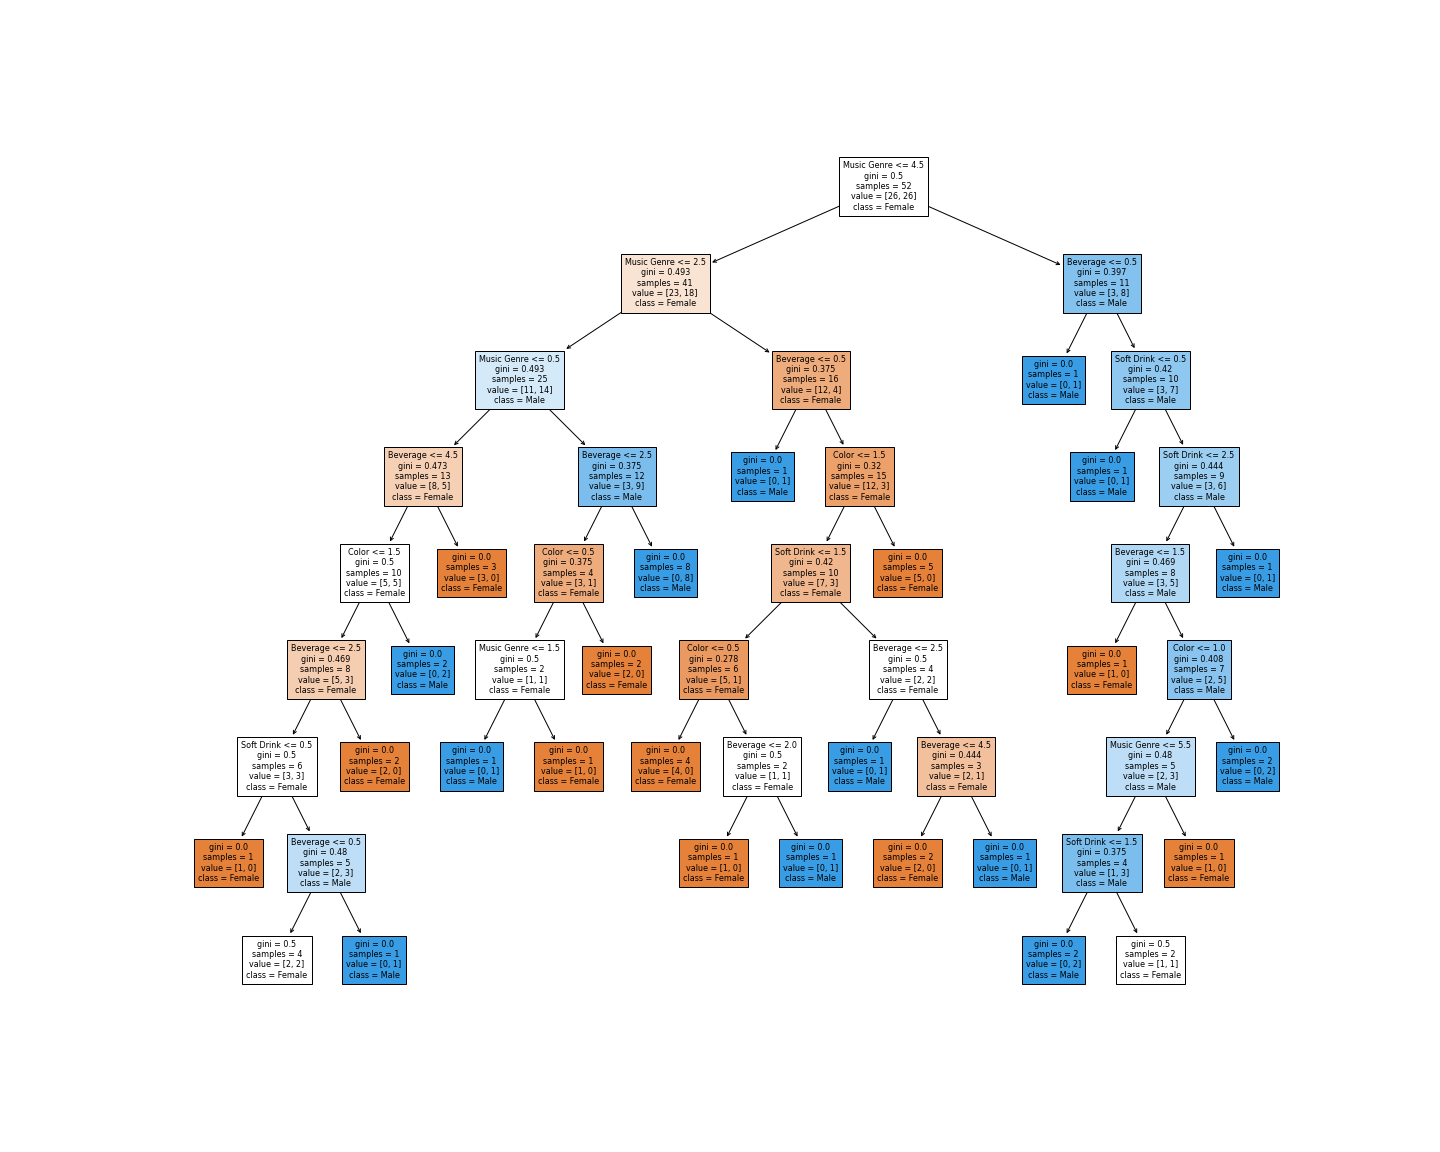 Music Genre <= 4.5
gini = 0.5
samples = 52
value = [26, 26]
class = Female
Music Genre <= 2.5
gini = 0.493
samples = 41
value = [23, 18]
class = Female
Beverage <= 0.5
gini = 0.397
samples = 11
value = [3, 8]
class = Male
Music Genre <= 0.5
gini = 0.493
samples = 25
value = [11, 14]
class = Male
Beverage <= 0.5
gini = 0.375
samples = 16
value = [12, 4]
class = Female
gini = 0.0
samples = 1
value = [0, 1]
class = Male
Soft Drink <= 0.5
gini = 0.42
samples = 10
value = [3, 7]
class = Male
Beverage <= 4.5
gini = 0.473
samples = 13
value = [8, 5]
class = Female
Beverage <= 2.5
gini = 0.375
samples = 12
value = [3, 9]
class = Male
gini = 0.0
samples = 1
value = [0, 1]
class = Male
Color <= 1.5
gini = 0.32
samples = 15
value = [12, 3]
class = Female
gini = 0.0
samples = 1
value = [0, 1]
class = Male
Soft Drink <= 2.5
gini = 0.444
samples = 9
value = [3, 6]
class = Male
Color <= 1.5
gini = 0.5
samples = 10
value = [5, 5]
class = Female
gini = 0.0
samples = 3
value = [3, 0]
class = Female
Color <= 0.5
gini = 0.375
samples = 4
value = [3, 1]
class = Female
gini = 0.0
samples = 8
value = [0, 8]
class = Male
Soft Drink <= 1.5
gini = 0.42
samples = 10
value = [7, 3]
class = Female
gini = 0.0
samples = 5
value = [5, 0]
class = Female
Beverage <= 1.5
gini = 0.469
samples = 8
value = [3, 5]
class = Male
gini = 0.0
samples = 1
value = [0, 1]
class = Male
Beverage <= 2.5
gini = 0.469
samples = 8
value = [5, 3]
class = Female
gini = 0.0
samples = 2
value = [0, 2]
class = Male
Music Genre <= 1.5
gini = 0.5
samples = 2
value = [1, 1]
class = Female
gini = 0.0
samples = 2
value = [2, 0]
class = Female
Color <= 0.5
gini = 0.278
samples = 6
value = [5, 1]
class = Female
Beverage <= 2.5
gini = 0.5
samples = 4
value = [2, 2]
class = Female
gini = 0.0
samples = 1
value = [1, 0]
class = Female
Color <= 1.0
gini = 0.408
samples = 7
value = [2, 5]
class = Male
Soft Drink <= 0.5
gini = 0.5
samples = 6
value = [3, 3]
class = Female
gini = 0.0
samples = 2
value = [2, 0]
class = Female
gini = 0.0
samples = 1
value = [0, 1]
class = Male
gini = 0.0
samples = 1
value = [1, 0]
class = Female
gini = 0.0
samples = 4
value = [4, 0]
class = Female
Beverage <= 2.0
gini = 0.5
samples = 2
value = [1, 1]
class = Female
gini = 0.0
samples = 1
value = [0, 1]
class = Male
Beverage <= 4.5
gini = 0.444
samples = 3
value = [2, 1]
class = Female
Music Genre <= 5.5
gini = 0.48
samples = 5
value = [2, 3]
class = Male
gini = 0.0
samples = 2
value = [0, 2]
class = Male
gini = 0.0
samples = 1
value = [1, 0]
class = Female
Beverage <= 0.5
gini = 0.48
samples = 5
value = [2, 3]
class = Male
gini = 0.0
samples = 1
value = [1, 0]
class = Female
gini = 0.0
samples = 1
value = [0, 1]
class = Male
gini = 0.0
samples = 2
value = [2, 0]
class = Female
gini = 0.0
samples = 1
value = [0, 1]
class = Male
Soft Drink <= 1.5
gini = 0.375
samples = 4
value = [1, 3]
class = Male
gini = 0.0
samples = 1
value = [1, 0]
class = Female
gini = 0.5
samples = 4
value = [2, 2]
class = Female
gini = 0.0
samples = 1
value = [0, 1]
class = Male
gini = 0.0
samples = 2
value = [0, 2]
class = Male
gini = 0.5
samples = 2
value = [1, 1]
class = Female